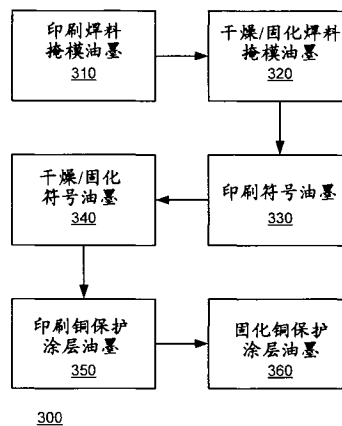 印刷焊料
掩模油墨
310
干燥/固化焊料
掩模油墨
320
印刷符号油墨
330
干燥/固化
符号油墨
340
印刷铜保护
涂层油墨
350
固化铜保护
涂层油墨
360
300